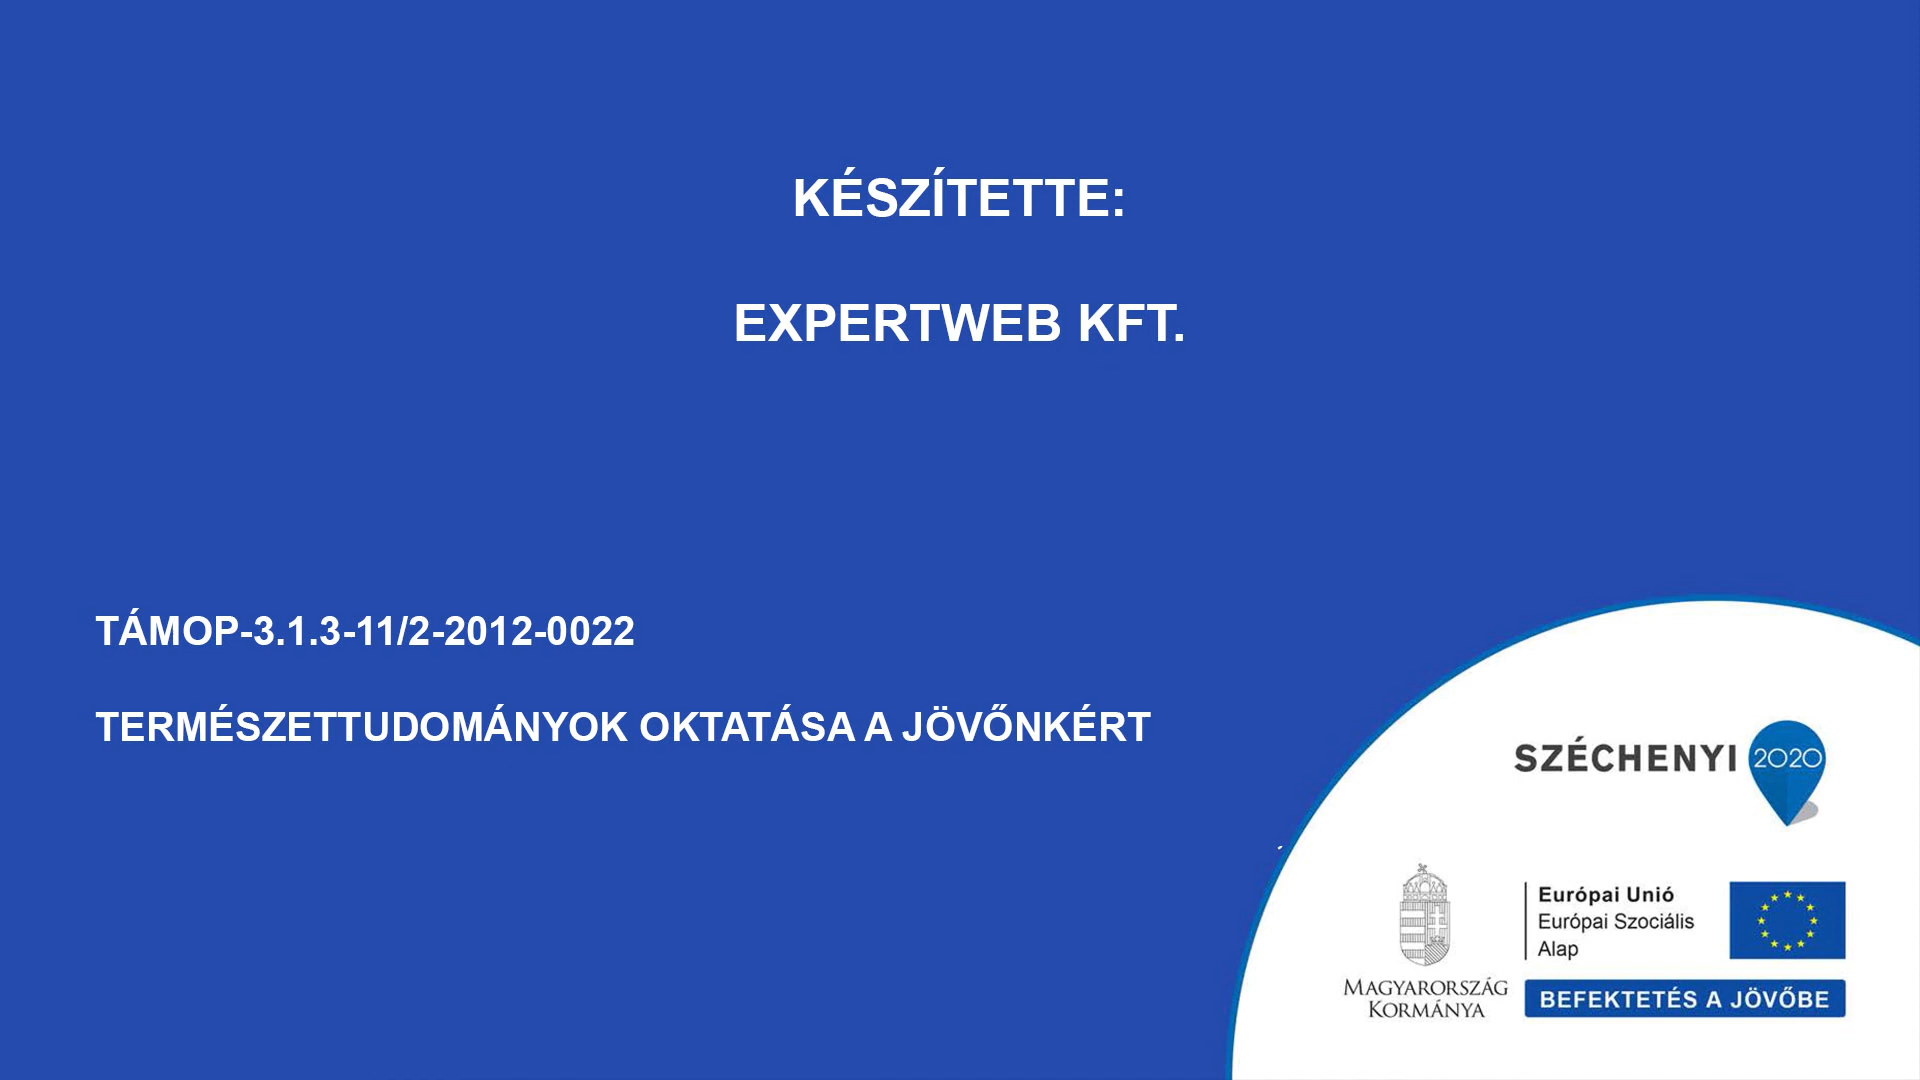 KÉSZÍTETTE:
EXPERTWEB KFT.
TÁMOP-3.1.3-11/2-2012-0022
TERMÉSZETTUDOMÁNYOK OKTATÁSA A JÖVŐNKÉRT
SZÉCHENYI 2020
Európai Unió
Európai Szociális
Alap
MAGYARORSZÁG
KORMÁNYA
BEFEKTETÉS A JÖVŐBE